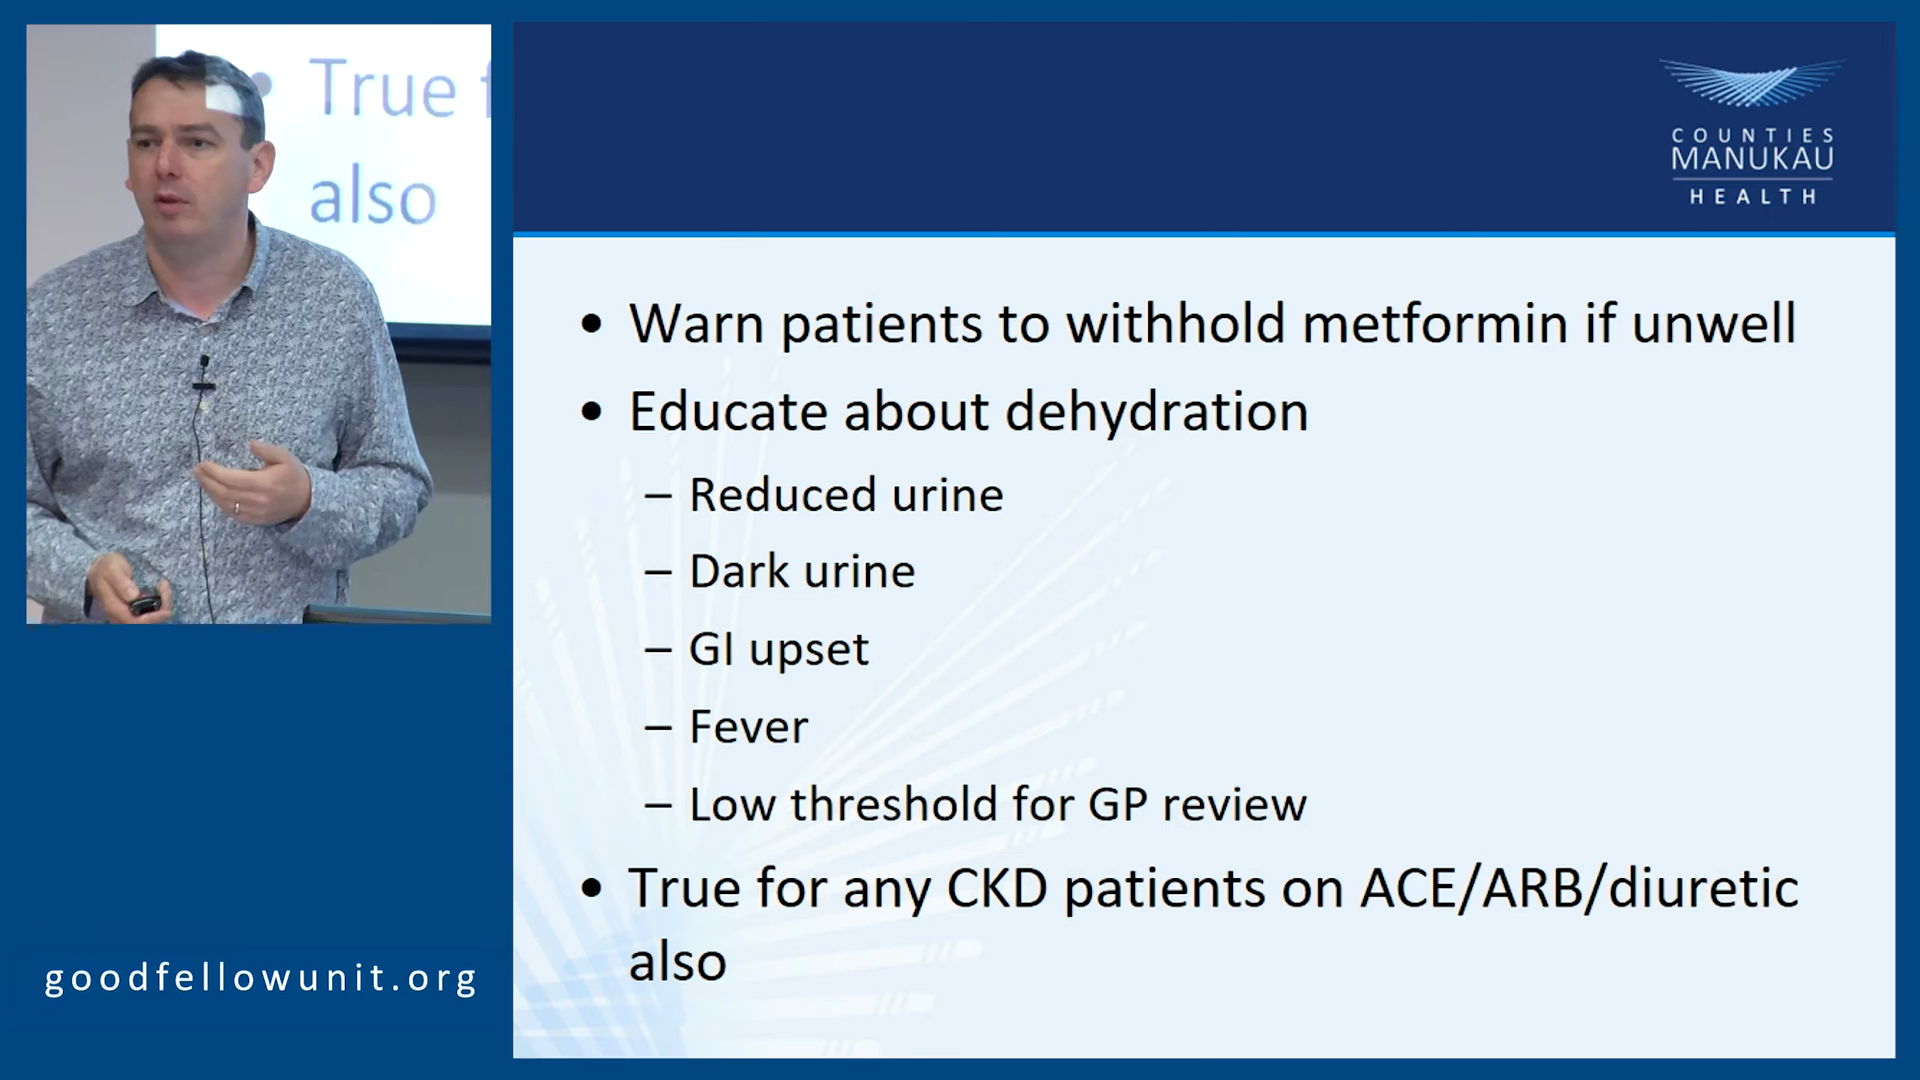 True
also
COUNTIES
MANUKAU
HEALTH
• Warn patients to withhold metformin if unwell
• Educate about dehydration
– Reduced urine
– Dark urine
– GI upset
– Fever
– Low threshold for GP review
• True for any CKD patients on ACE/ARB/diuretic
also
goodfellowunit.org